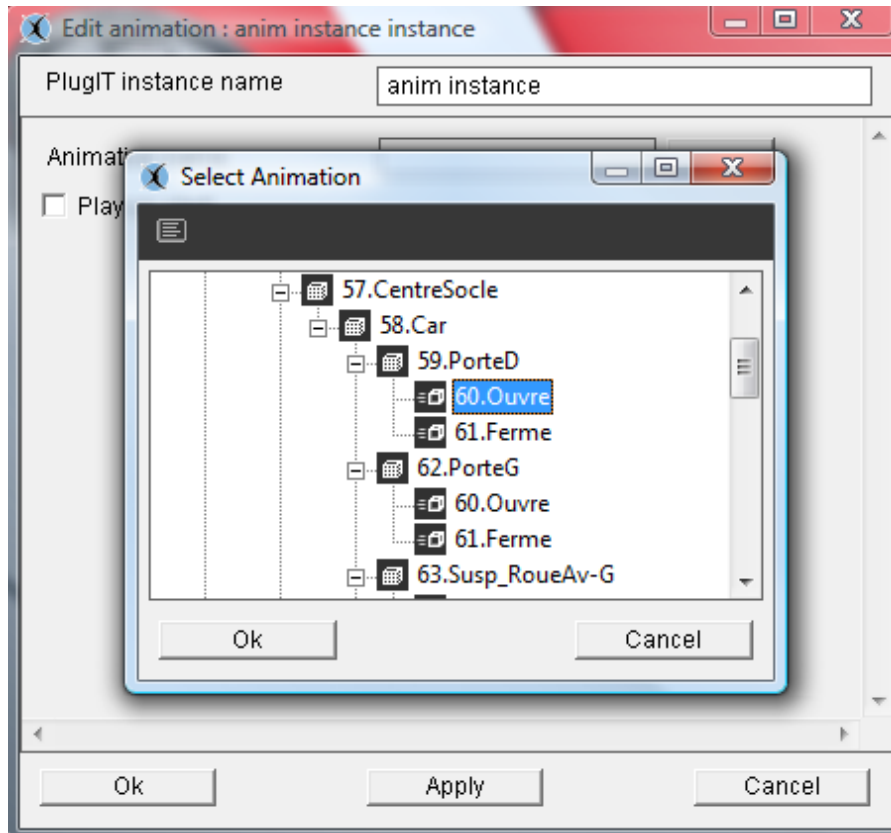 Edit animation : anim instance instance
PlugIT instance name
anim instance
Select Animation
Play
57.CentreSocle
58.Car
59.PorteD
60.Ouvre
61.Ferme
62.PorteG
60.Ouvre
61.Ferme
63.Susp_RoueAv-G
Ok
Cancel
Ok
Apply
Cancel